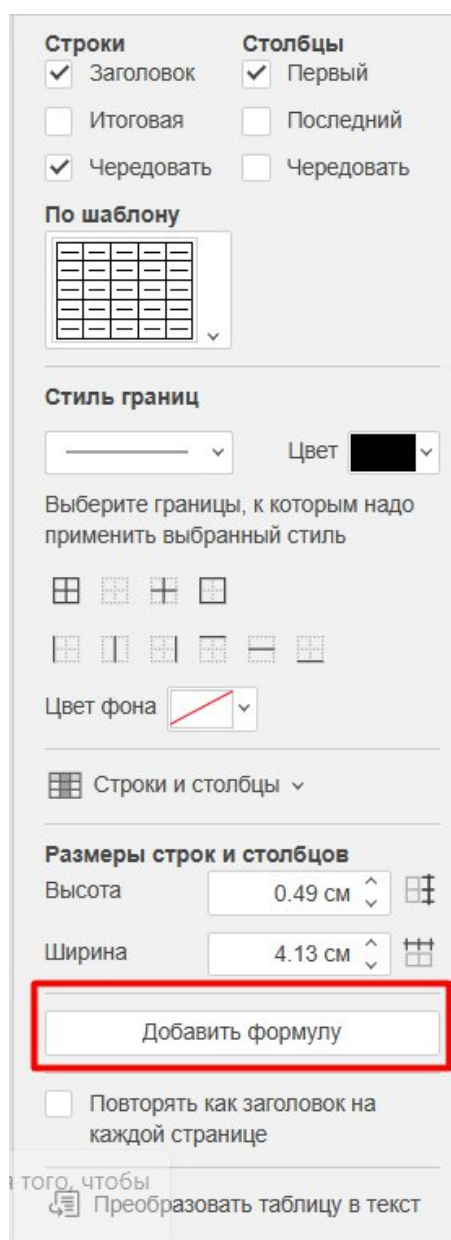 Строки Столбцы
Заголовок Первый
Итоговая Последний
Чередовать Чередовать
По шаблону
Стиль границ
Цвет
Выберите границы, к которым надо
применить выбранный стиль
Цвет фона
Строки и столбцы
Размеры строк и столбцов
Высота 0.49 см
Ширина 4.13 см
Добавить формулу
Повторять как заголовок на
каждой странице
того, чтобы
Преобразовать таблицу в текст